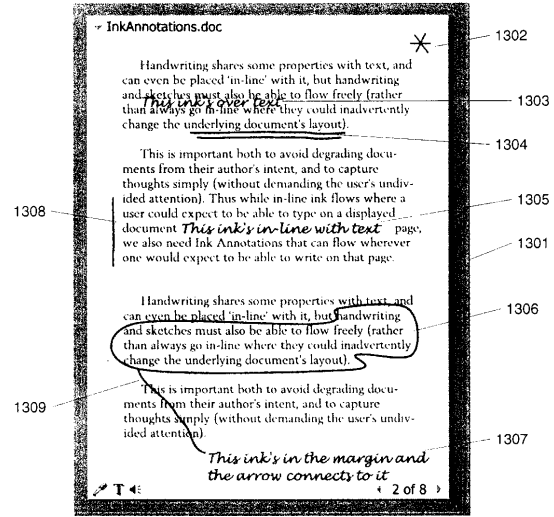 InkAnnotations.doc
1302
Handwriting shares some properties with text, and
can even be placed 'in-line' with it, but handwriting
and sketches must also be able to flow freely (rather
This ink's over text
1303
than always go in-line where they could inadvertently
change the underlying document's layout).
1304
This is important both to avoid degrading docu-
ments from their author's intent, and to capture
thoughts simply (without demanding the user's undiv-
ided attention). Thus while in-line ink flows where a
1305
1308
user could expect to be able to type on a displayed
document This ink's in-line with text page,
1301
we also need Ink Annotations that can flow wherever
one would expect to be able to write on that page.
Handwriting shares some properties with text, and
can even be placed 'in-line' with it, but handwriting
1306
and sketches must also be able to flow freely (rather
than always go in-line where they could inadvertently
change the underlying document's layout).
This is important both to avoid degrading docu-
1309
ments from their author's intent, and to capture
thoughts simply (without demanding the user's undiv-
ided attention).
1307
This ink's in the margin and
the arrow connects to it
T
2 of 8